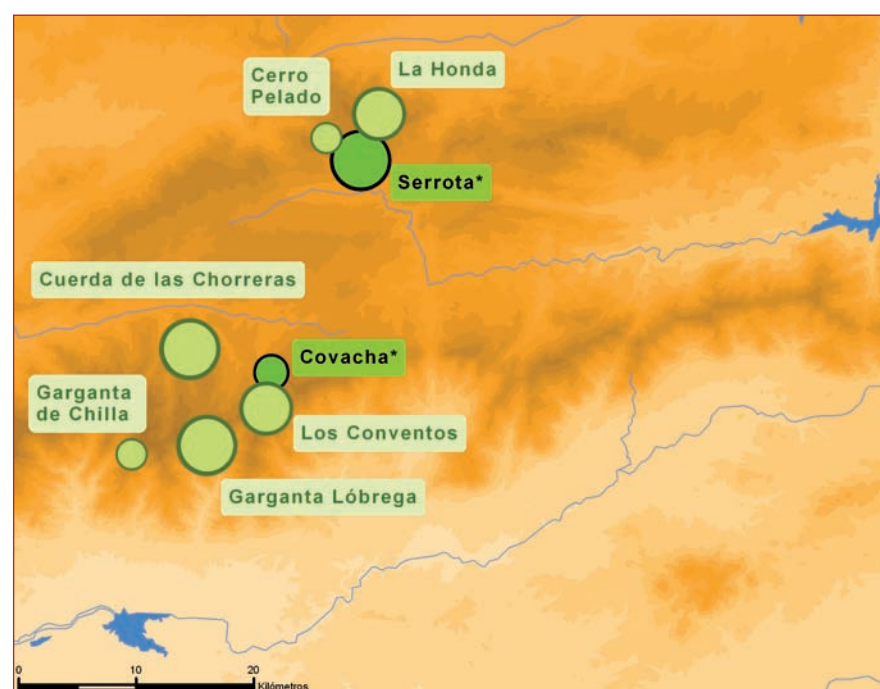 Cerro
Pelado
La Honda
Serrota*
Cuerda de las Chorreras
Covacha*
Garganta
de Chilla
Los Conventos
Garganta Lóbrega
0
10
20
Kilómetros